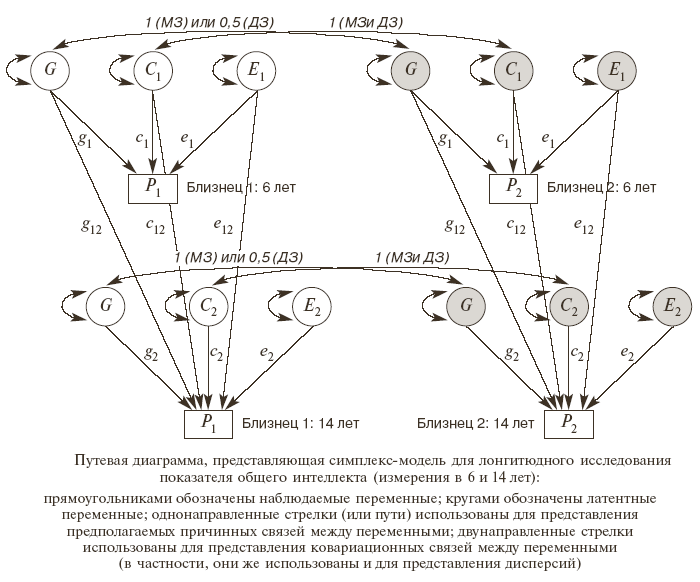 1 (МЗ) или 0,5 (ДЗ) 1 (МЗи ДЗ)
G C1 E1 G C1 E1
g1 c1 e1 g1 c1 e1
P1 Близнец 1: 6 лет P2 Близнец 2: 6 лет
g12 c12 e12 g12 c12 e12
1 (МЗ) или 0,5 (ДЗ) 1 (МЗи ДЗ)
G C2 E2 G C2 E2
g2 c2 e2 g2 c2 e2
P1 Близнец 1: 14 лет Близнец 2: 14 лет P2
Путевая диаграмма, представляющая симплекс-модель для лонгитюдного исследования
показателя общего интеллекта (измерения в 6 и 14 лет):
прямоугольниками обозначены наблюдаемые переменные; кругами обозначены латентные
переменные; однонаправленные стрелки (или пути) использованы для представления
предполагаемых причинных связей между переменными; двунаправленные стрелки
использованы для представления ковариационных связей между переменными
(в частности, они же использованы и для представления дисперсий)